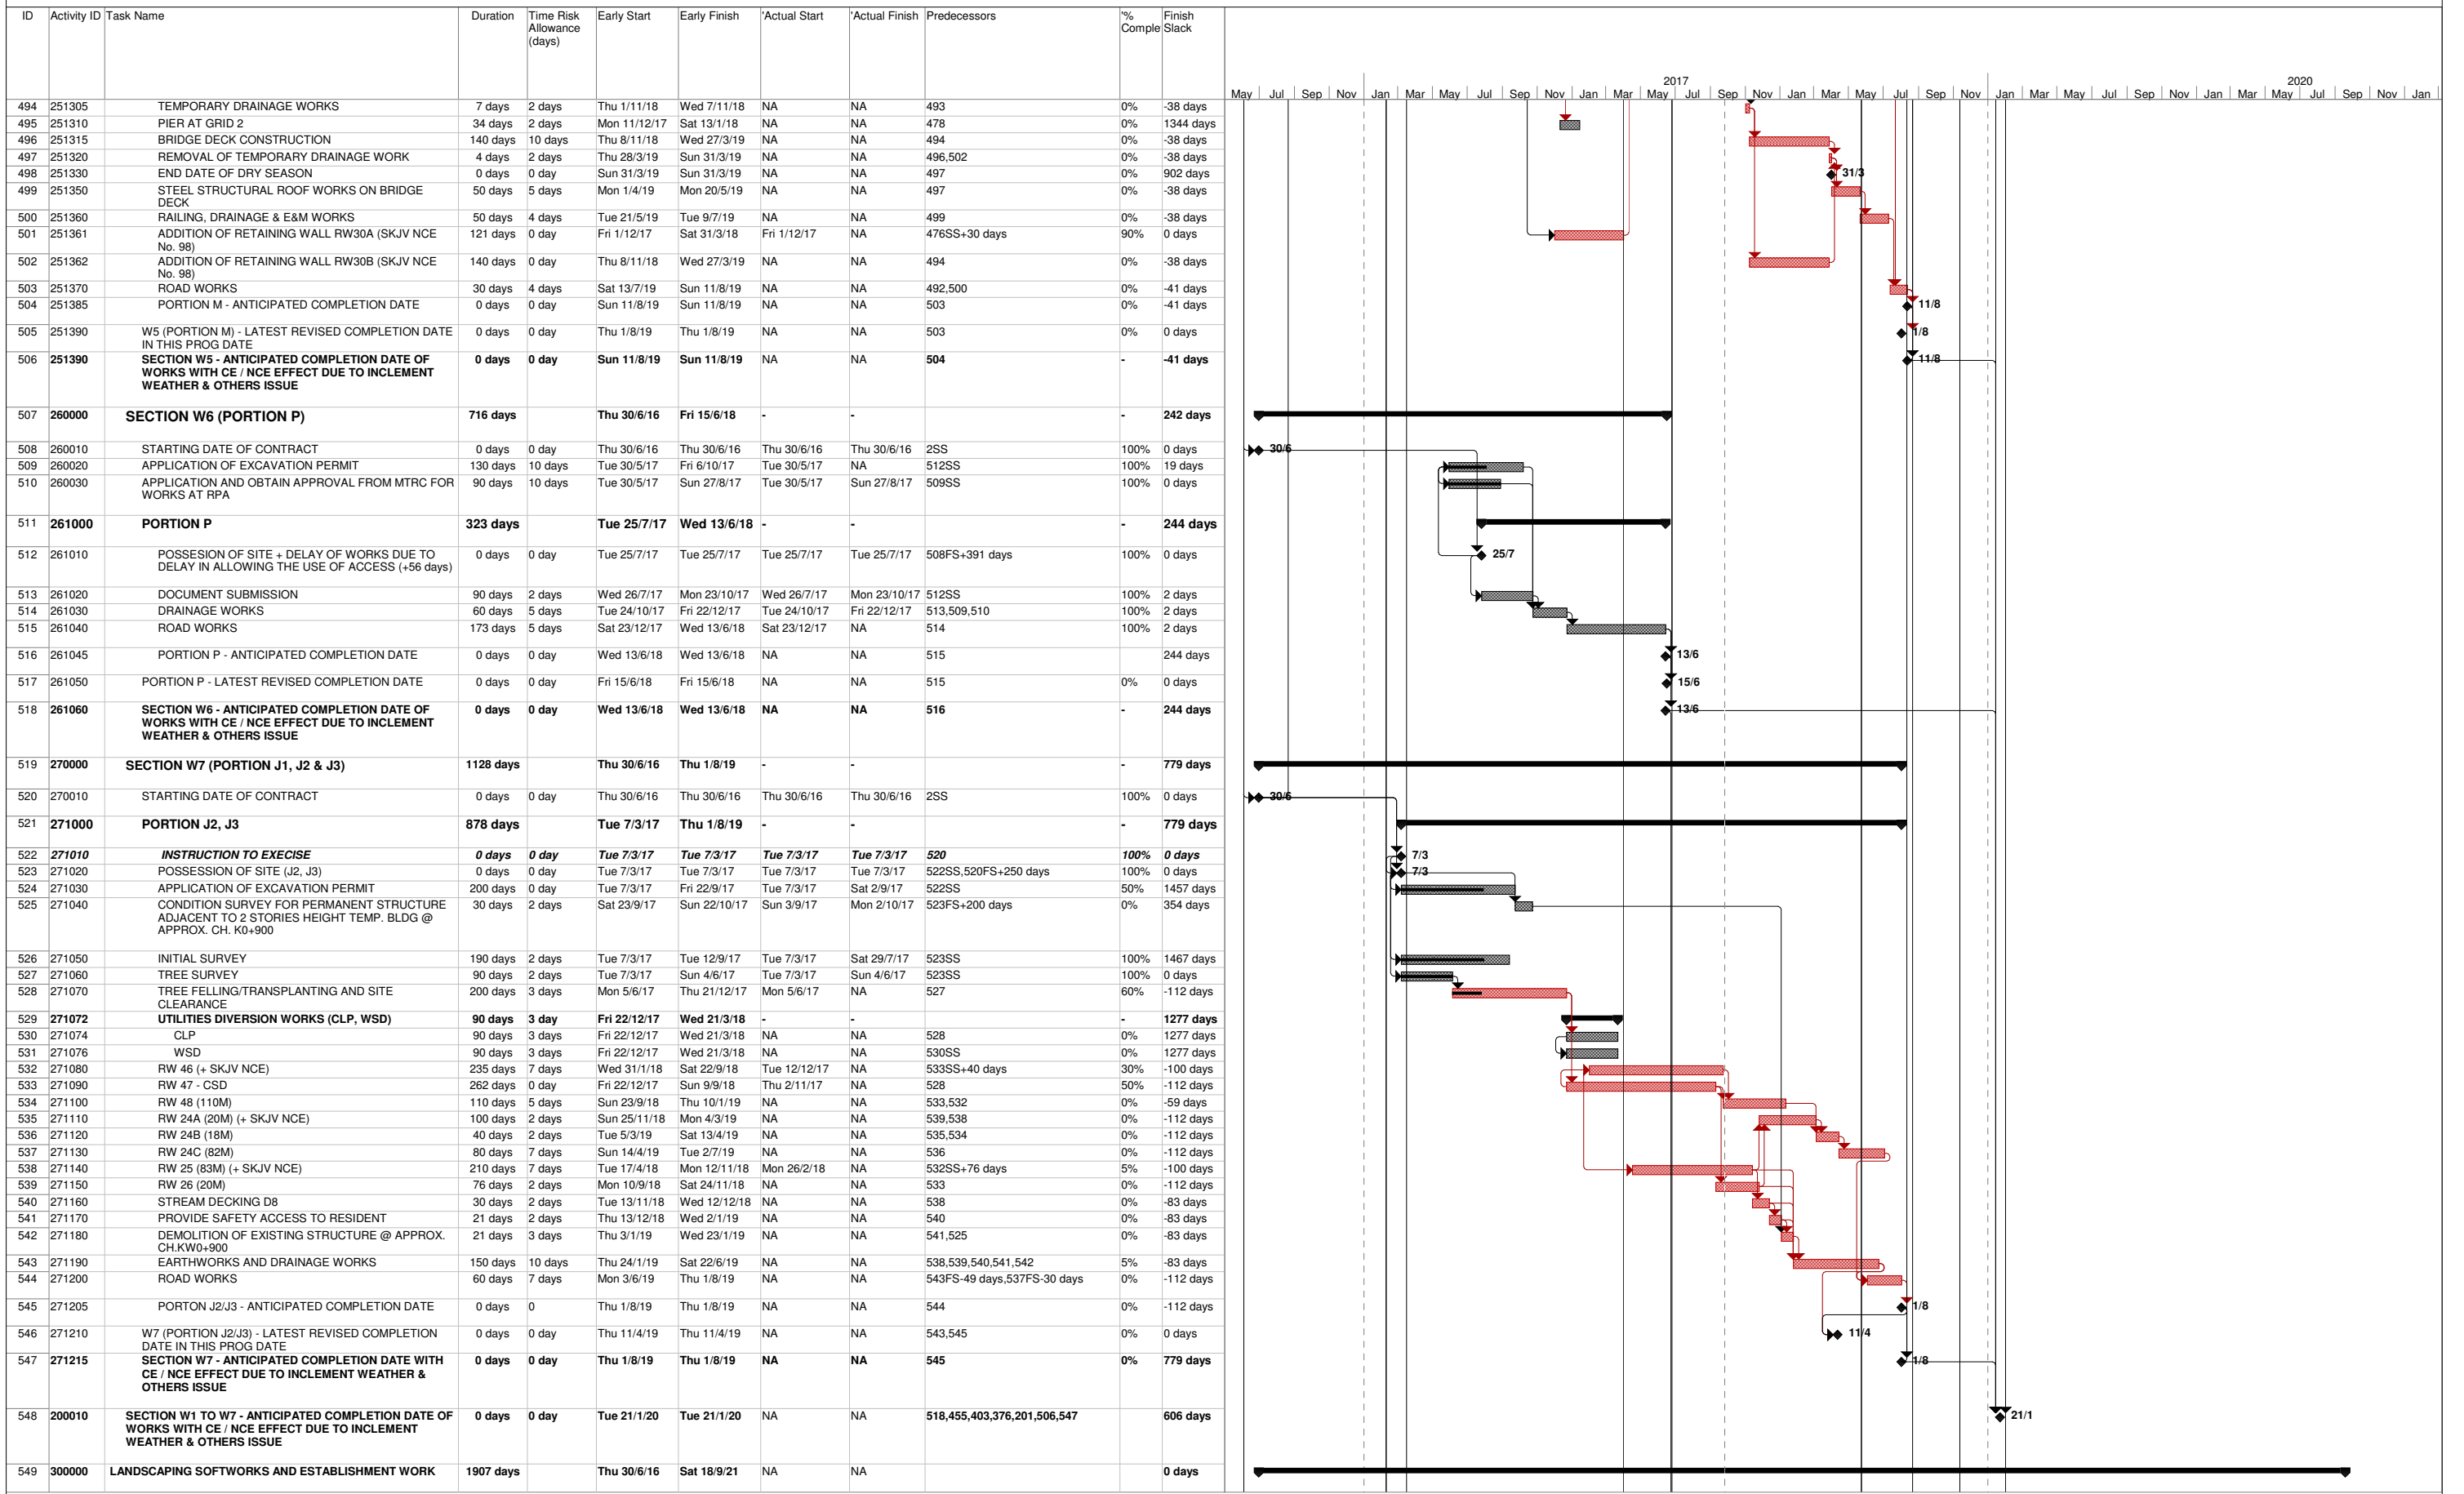 ID Activity ID Task Name Duration Time Risk Early Start Early Finish 'Actual Start 'Actual Finish Predecessors '% Finish
Allowance Comple Slack
(days)
2017 2020
May Jul Sep Nov Jan Mar May Jul Sep Nov Jan Mar May Jul Sep Nov Jan Mar May Jul Sep Nov Jan Mar May Jul Sep Nov Jan Mar May Jul Sep Nov Jan
494 251305 TEMPORARY DRAINAGE WORKS 7 days 2 days Thu 1/11/18 Wed 7/11/18 NA NA 493 0% -38 days
495 251310 PIER AT GRID 2 34 days 2 days Mon 11/12/17 Sat 13/1/18 NA NA 478 0% 1344 days
496 251315 BRIDGE DECK CONSTRUCTION 140 days 10 days Thu 8/11/18 Wed 27/3/19 NA NA 494 0% -38 days
497 251320 REMOVAL OF TEMPORARY DRAINAGE WORK 4 days 2 days Thu 28/3/19 Sun 31/3/19 NA NA 496,502 0% -38 days
498 251330 END DATE OF DRY SEASON 0 days 0 day Sun 31/3/19 Sun 31/3/19 NA NA 497 0% 902 days 31/3
499 251350 STEEL STRUCTURAL ROOF WORKS ON BRIDGE 50 days 5 days Mon 1/4/19 Mon 20/5/19 NA NA 497 0% -38 days
DECK
500 251360 RAILING, DRAINAGE & E&M WORKS 50 days 4 days Tue 21/5/19 Tue 9/7/19 NA NA 499 0% -38 days
501 251361 ADDITION OF RETAINING WALL RW30A (SKJV NCE 121 days 0 day Fri 1/12/17 Sat 31/3/18 Fri 1/12/17 NA 476SS+30 days 90% 0 days
No. 98)
502 251362 ADDITION OF RETAINING WALL RW30B (SKJV NCE 140 days 0 day Thu 8/11/18 Wed 27/3/19 NA NA 494 0% -38 days
No. 98)
503 251370 ROAD WORKS 30 days 4 days Sat 13/7/19 Sun 11/8/19 NA NA 492,500 0% -41 days
504 251385 PORTION M - ANTICIPATED COMPLETION DATE 0 days 0 day Sun 11/8/19 Sun 11/8/19 NA NA 503 0% -41 days 11/8
505 251390 W5 (PORTION M) - LATEST REVISED COMPLETION DATE 0 days 0 day Thu 1/8/19 Thu 1/8/19 NA NA 503 0% 0 days 1/8
IN THIS PROG DATE
506 251390 SECTION W5 - ANTICIPATED COMPLETION DATE OF 0 days 0 day Sun 11/8/19 Sun 11/8/19 NA NA 504 - -41 days 11/8
WORKS WITH CE / NCE EFFECT DUE TO INCLEMENT
WEATHER & OTHERS ISSUE
507 260000 SECTION W6 (PORTION P) 716 days Thu 30/6/16 Fri 15/6/18 - - - 242 days
508 260010 STARTING DATE OF CONTRACT 0 days 0 day Thu 30/6/16 Thu 30/6/16 Thu 30/6/16 Thu 30/6/16 2SS 100% 0 days 30/6
509 260020 APPLICATION OF EXCAVATION PERMIT 130 days 10 days Tue 30/5/17 Fri 6/10/17 Tue 30/5/17 NA 512SS 100% 19 days
510 260030 APPLICATION AND OBTAIN APPROVAL FROM MTRC FOR 90 days 10 days Tue 30/5/17 Sun 27/8/17 Tue 30/5/17 Sun 27/8/17 509SS 100% 0 days
WORKS AT RPA
511 261000 PORTION P 323 days Tue 25/7/17 Wed 13/6/18 - - - 244 days
512 261010 POSSESION OF SITE + DELAY OF WORKS DUE TO 0 days 0 day Tue 25/7/17 Tue 25/7/17 Tue 25/7/17 Tue 25/7/17 508FS+391 days 100% 0 days 25/7
DELAY IN ALLOWING THE USE OF ACCESS (+56 days)
513 261020 DOCUMENT SUBMISSION 90 days 2 days Wed 26/7/17 Mon 23/10/17 Wed 26/7/17 Mon 23/10/17 512SS 100% 2 days
514 261030 DRAINAGE WORKS 60 days 5 days Tue 24/10/17 Fri 22/12/17 Tue 24/10/17 Fri 22/12/17 513,509,510 100% 2 days
515 261040 ROAD WORKS 173 days 5 days Sat 23/12/17 Wed 13/6/18 Sat 23/12/17 NA 514 100% 2 days
516 261045 PORTION P - ANTICIPATED COMPLETION DATE 0 days 0 day Wed 13/6/18 Wed 13/6/18 NA NA 515 244 days 13/6
517 261050 PORTION P - LATEST REVISED COMPLETION DATE 0 days 0 day Fri 15/6/18 Fri 15/6/18 NA NA 515 0% 0 days 15/6
518 261060 SECTION W6 - ANTICIPATED COMPLETION DATE OF 0 days 0 day Wed 13/6/18 Wed 13/6/18 NA NA 516 - 244 days 13/6
WORKS WITH CE / NCE EFFECT DUE TO INCLEMENT
WEATHER & OTHERS ISSUE
519 270000 SECTION W7 (PORTION J1, J2 & J3) 1128 days Thu 30/6/16 Thu 1/8/19 - - - 779 days
520 270010 STARTING DATE OF CONTRACT 0 days 0 day Thu 30/6/16 Thu 30/6/16 Thu 30/6/16 Thu 30/6/16 2SS 100% 0 days 30/6
521 271000 PORTION J2, J3 878 days Tue 7/3/17 Thu 1/8/19 - - - 779 days
522 271010 INSTRUCTION TO EXECISE 0 days 0 day Tue 7/3/17 Tue 7/3/17 Tue 7/3/17 Tue 7/3/17 520 100% 0 days 7/3
523 271020 POSSESSION OF SITE (J2, J3) 0 days 0 day Tue 7/3/17 Tue 7/3/17 Tue 7/3/17 Tue 7/3/17 522SS,520FS+250 days 100% 0 days 7/3
524 271030 APPLICATION OF EXCAVATION PERMIT 200 days 0 day Tue 7/3/17 Fri 22/9/17 Tue 7/3/17 Sat 2/9/17 522SS 50% 1457 days
525 271040 CONDITION SURVEY FOR PERMANENT STRUCTURE 30 days 2 days Sat 23/9/17 Sun 22/10/17 Sun 3/9/17 Mon 2/10/17 523FS+200 days 0% 354 days
ADJACENT TO 2 STORIES HEIGHT TEMP. BLDG @
APPROX. CH. K0+900
526 271050 INITIAL SURVEY 190 days 2 days Tue 7/3/17 Tue 12/9/17 Tue 7/3/17 Sat 29/7/17 523SS 100% 1467 days
527 271060 TREE SURVEY 90 days 2 days Tue 7/3/17 Sun 4/6/17 Tue 7/3/17 Sun 4/6/17 523SS 100% 0 days
528 271070 TREE FELLING/TRANSPLANTING AND SITE 200 days 3 days Mon 5/6/17 Thu 21/12/17 Mon 5/6/17 NA 527 60% -112 days
CLEARANCE
529 271072 UTILITIES DIVERSION WORKS (CLP, WSD) 90 days 3 day Fri 22/12/17 Wed 21/3/18 - - - 1277 days
530 271074 CLP 90 days 3 days Fri 22/12/17 Wed 21/3/18 NA NA 528 0% 1277 days
531 271076 WSD 90 days 3 days Fri 22/12/17 Wed 21/3/18 NA NA 530SS 0% 1277 days
532 271080 RW 46 (+ SKJV NCE) 235 days 7 days Wed 31/1/18 Sat 22/9/18 Tue 12/12/17 NA 533SS+40 days 30% -100 days
533 271090 RW 47 - CSD 262 days 0 day Fri 22/12/17 Sun 9/9/18 Thu 2/11/17 NA 528 50% -112 days
534 271100 RW 48 (110M) 110 days 5 days Sun 23/9/18 Thu 10/1/19 NA NA 533,532 0% -59 days
535 271110 RW 24A (20M) (+ SKJV NCE) 100 days 2 days Sun 25/11/18 Mon 4/3/19 NA NA 539,538 0% -112 days
536 271120 RW 24B (18M) 40 days 2 days Tue 5/3/19 Sat 13/4/19 NA NA 535,534 0% -112 days
537 271130 RW 24C (82M) 80 days 7 days Sun 14/4/19 Tue 2/7/19 NA NA 536 0% -112 days
538 271140 RW 25 (83M) (+ SKJV NCE) 210 days 7 days Tue 17/4/18 Mon 12/11/18 Mon 26/2/18 NA 532SS+76 days 5% -100 days
539 271150 RW 26 (20M) 76 days 2 days Mon 10/9/18 Sat 24/11/18 NA NA 533 0% -112 days
540 271160 STREAM DECKING D8 30 days 2 days Tue 13/11/18 Wed 12/12/18 NA NA 538 0% -83 days
541 271170 PROVIDE SAFETY ACCESS TO RESIDENT 21 days 2 days Thu 13/12/18 Wed 2/1/19 NA NA 540 0% -83 days
542 271180 DEMOLITION OF EXISTING STRUCTURE @ APPROX. 21 days 3 days Thu 3/1/19 Wed 23/1/19 NA NA 541,525 0% -83 days
CH.KW0+900
543 271190 EARTHWORKS AND DRAINAGE WORKS 150 days 10 days Thu 24/1/19 Sat 22/6/19 NA NA 538,539,540,541,542 5% -83 days
544 271200 ROAD WORKS 60 days 7 days Mon 3/6/19 Thu 1/8/19 NA NA 543FS-49 days,537FS-30 days 0% -112 days
545 271205 PORTON J2/J3 - ANTICIPATED COMPLETION DATE 0 days 0 Thu 1/8/19 Thu 1/8/19 NA NA 544 0% -112 days 1/8
546 271210 W7 (PORTION J2/J3) - LATEST REVISED COMPLETION 0 days 0 day Thu 11/4/19 Thu 11/4/19 NA NA 543,545 0% 0 days 11/4
DATE IN THIS PROG DATE
547 271215 SECTION W7 - ANTICIPATED COMPLETION DATE WITH 0 days 0 day Thu 1/8/19 Thu 1/8/19 NA NA 545 0% 779 days 1/8
CE / NCE EFFECT DUE TO INCLEMENT WEATHER &
OTHERS ISSUE
548 200010 SECTION W1 TO W7 - ANTICIPATED COMPLETION DATE OF 0 days 0 day Tue 21/1/20 Tue 21/1/20 NA NA 518,455,403,376,201,506,547 606 days 21/1
WORKS WITH CE / NCE EFFECT DUE TO INCLEMENT
WEATHER & OTHERS ISSUE
549 300000 LANDSCAPING SOFTWORKS AND ESTABLISHMENT WORK 1907 days Thu 30/6/16 Sat 18/9/21 NA NA 0 days